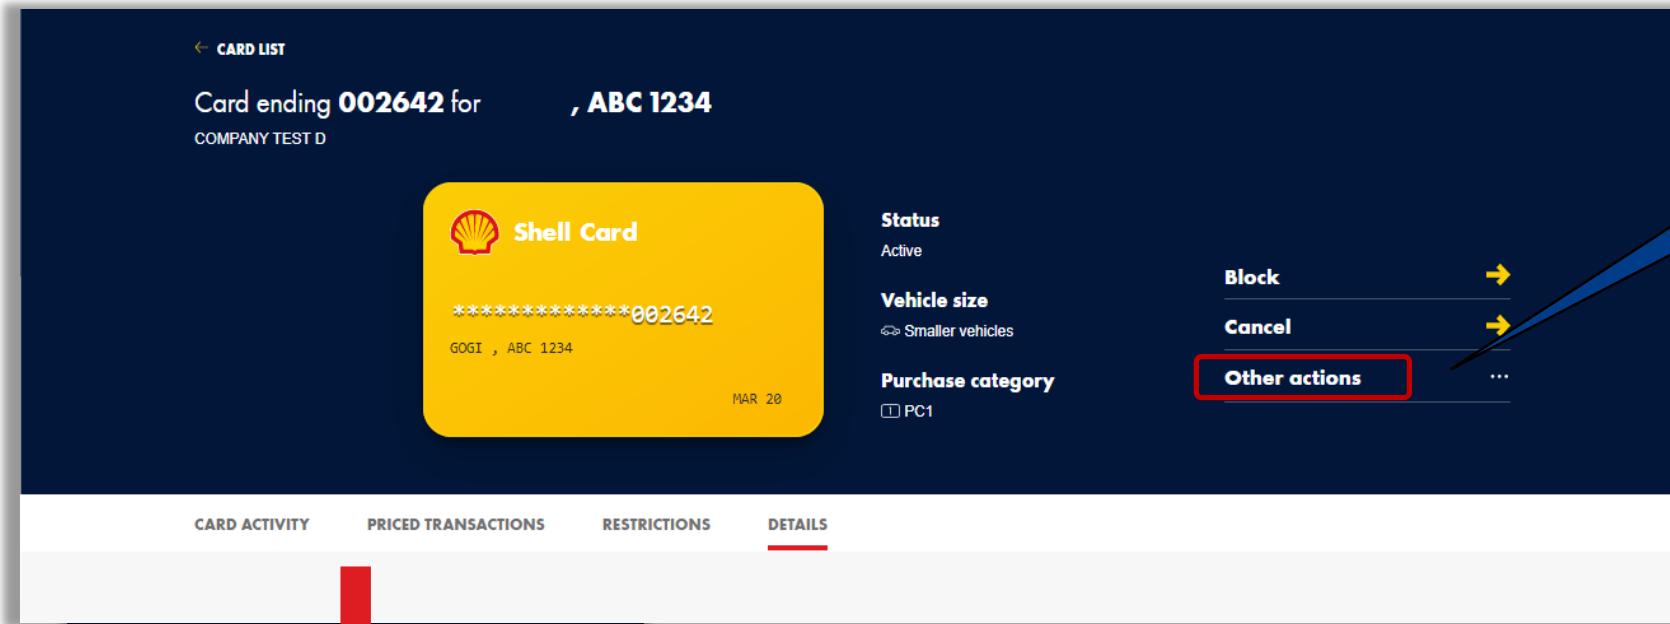 ← CARD LIST
Card ending 002642 for , ABC 1234
COMPANY TEST D
Shell Card
*************002642
GOGI , ABC 1234
MAR 20
Status
Active
Vehicle size
Smaller vehicles
Purchase category
1 PC1
Block
Cancel
Other actions ...
CARD ACTIVITY PRICED TRANSACTIONS RESTRICTIONS DETAILS